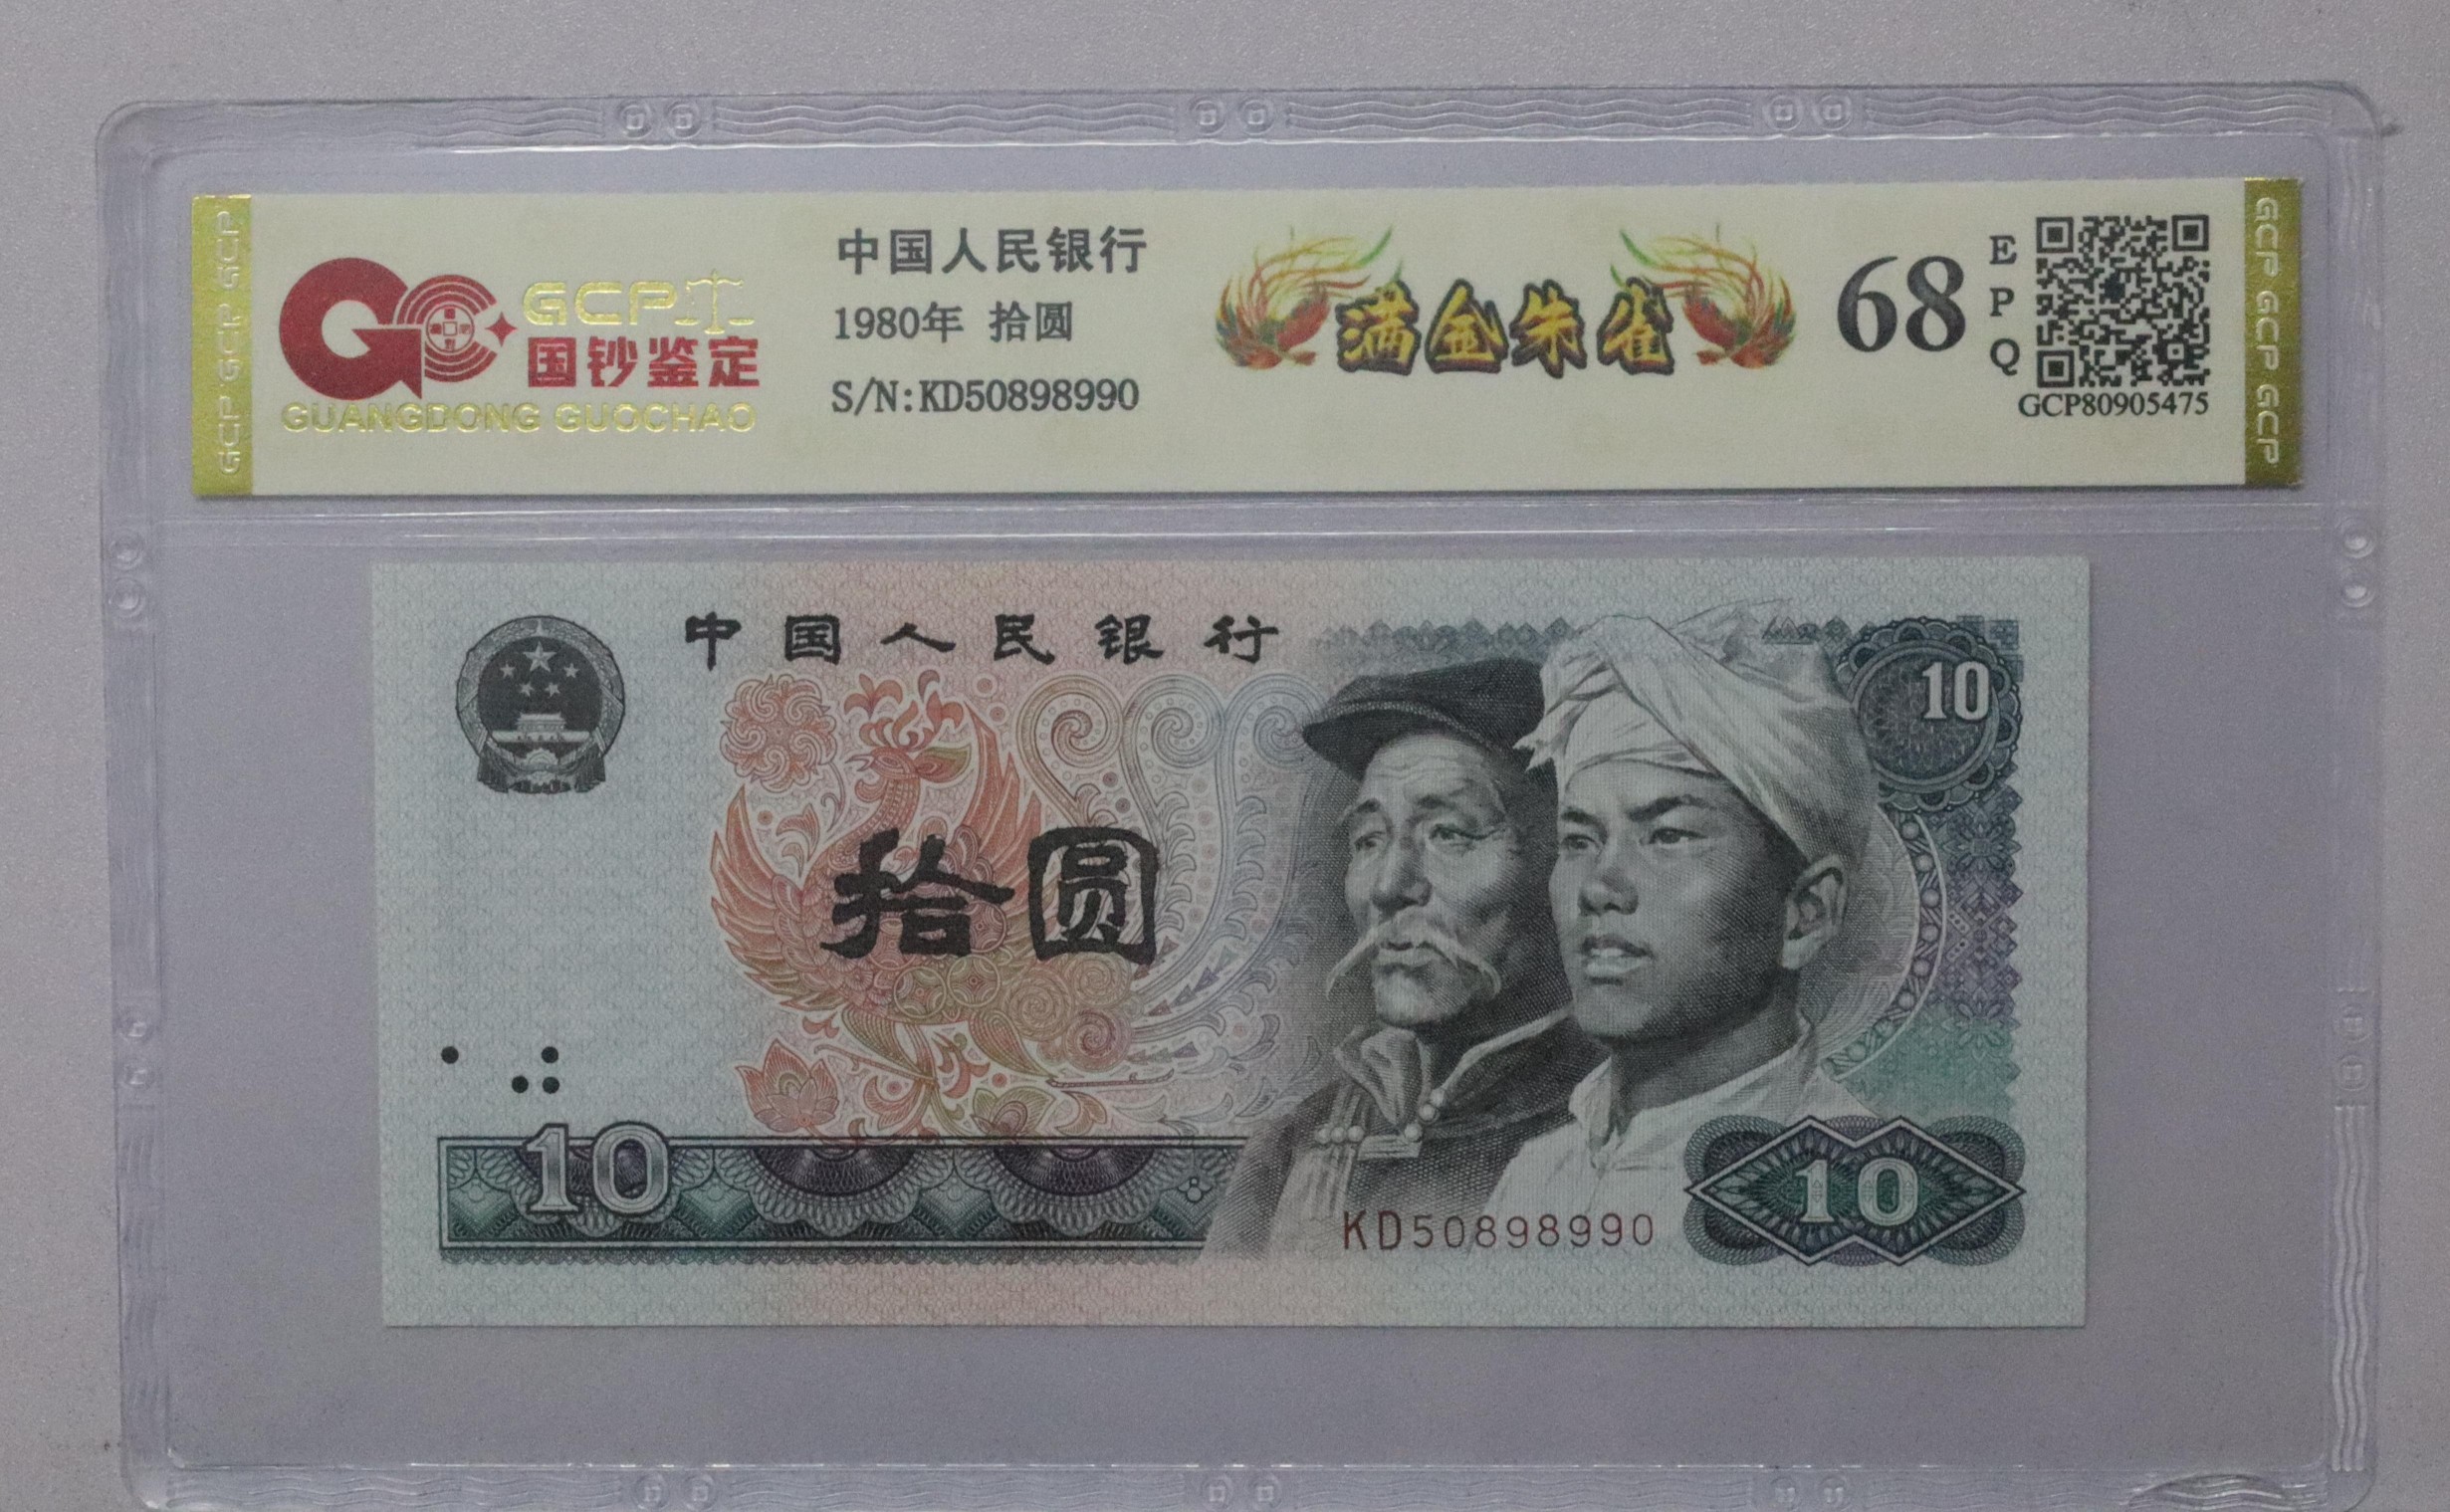 GCP
国钞鉴定
GUANGDONG GUOCHAO
中国人民银行
1980年 拾圆
S/N:KD50898990
满金朱雀
68
EPQ
GCP80905475
GCP GCP GCP
GCP GCP GCP
中国人民银行
10
拾圆
10
10
KD50898990